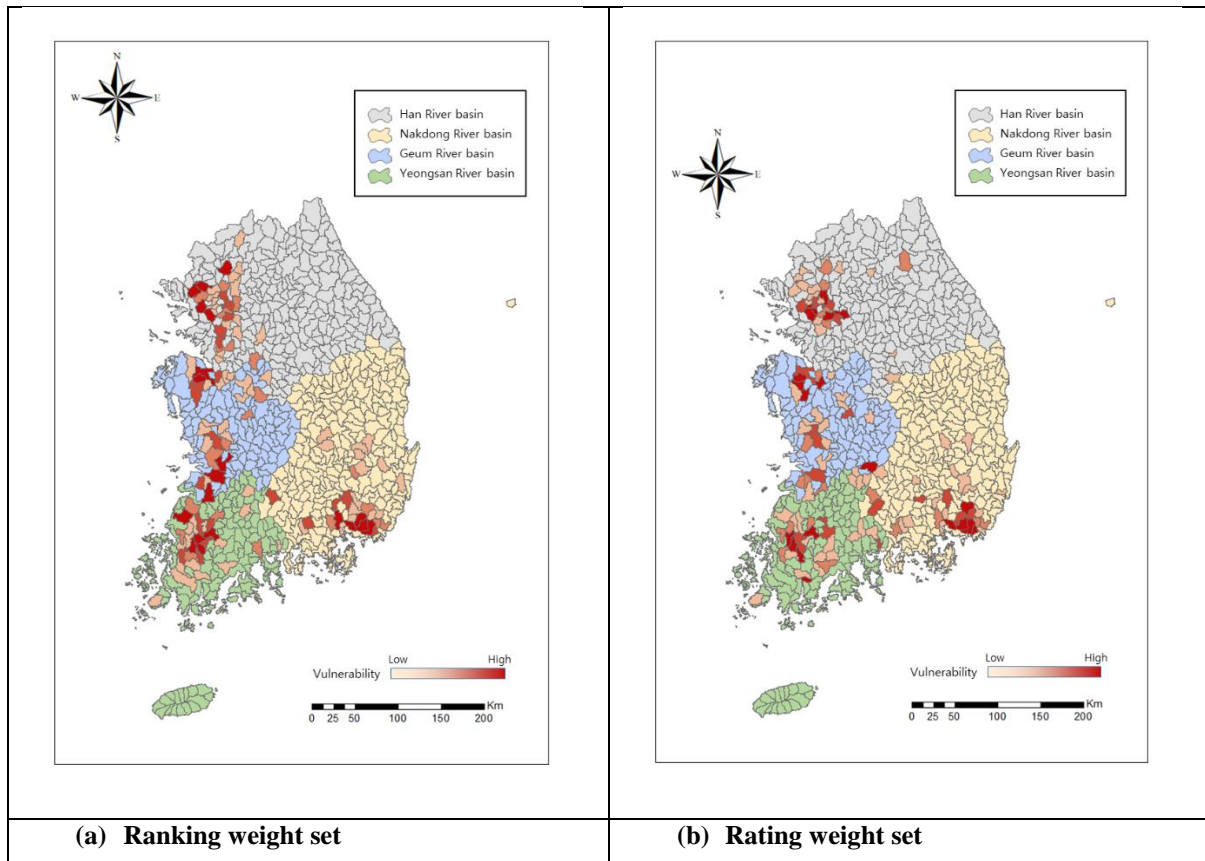 N
W E
S
Han River basin
Nakdong River basin
Geum River basin
Yeongsan River basin
Low High
Vulnerability
Km
0 25 50 100 150 200
(a) Ranking weight set
N
W E
S
Han River basin
Nakdong River basin
Geum River basin
Yeongsan River basin
Low High
Vulnerability
Km
0 25 50 100 150 200
(b) Rating weight set